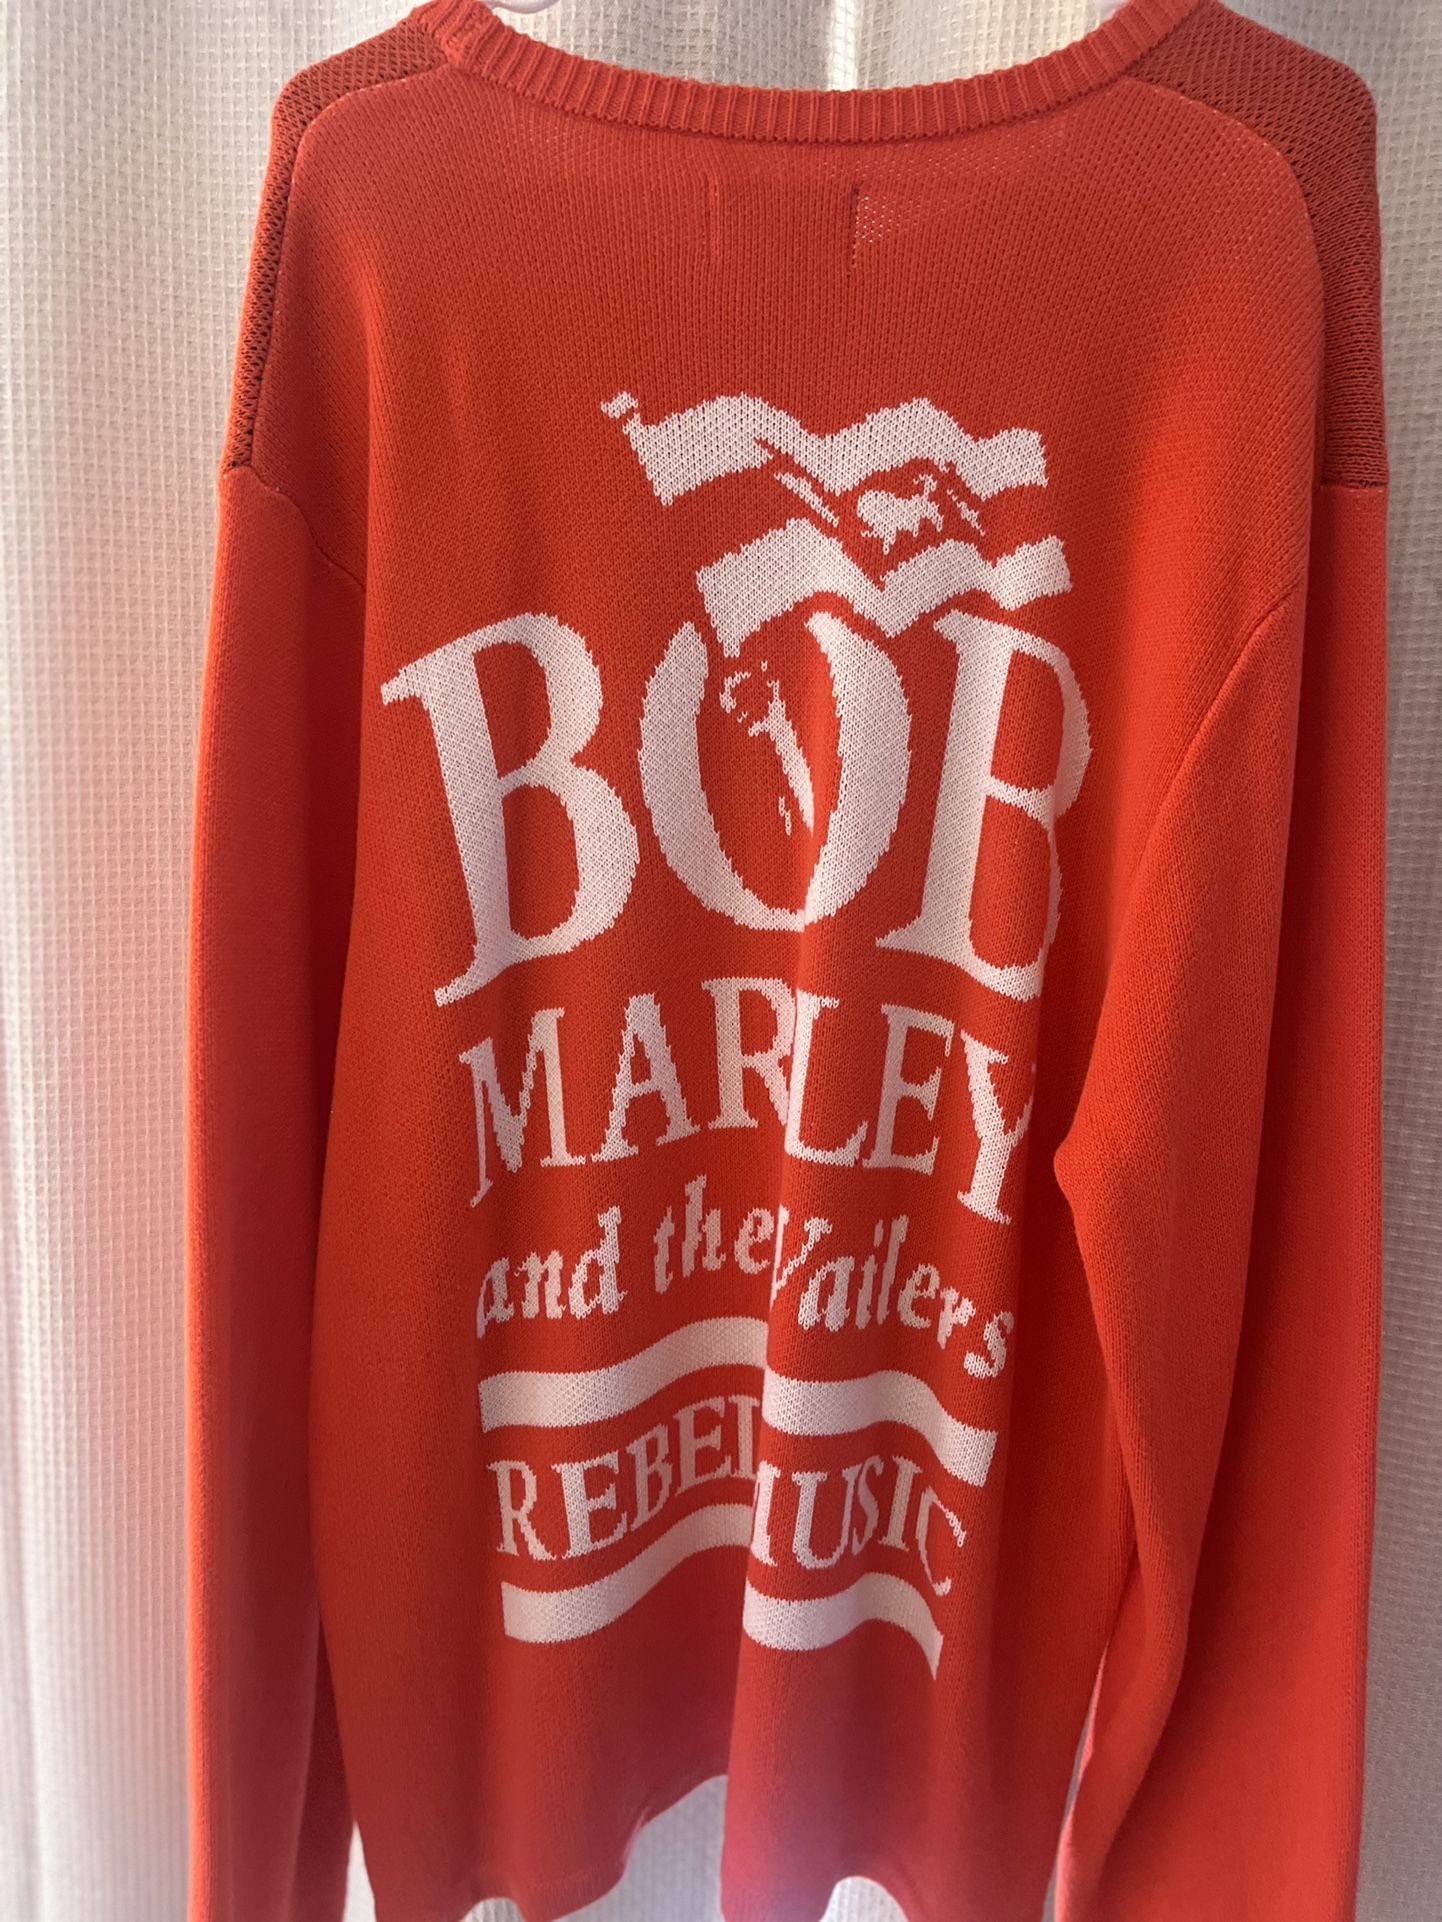 BOB
MARLEY
and the Wailers
REBEL MUSIC